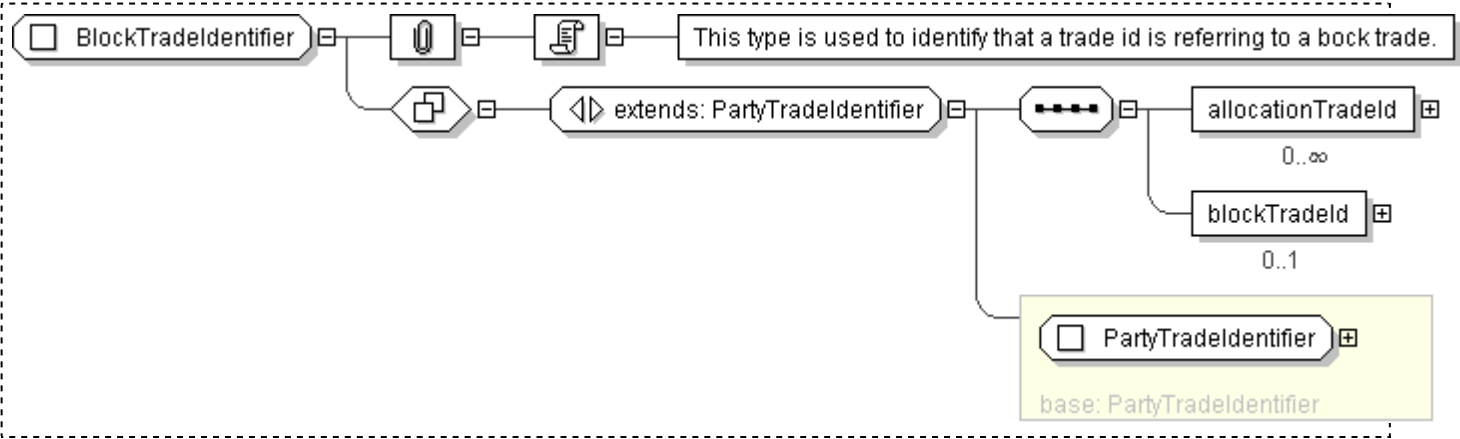 BlockTradeIdentifier
This type is used to identify that a trade id is referring to a bock trade.
extends: PartyTradeIdentifier
allocationTradeId
0..∞
blockTradeId
0..1
PartyTradeIdentifier
base: PartyTradeIdentifier